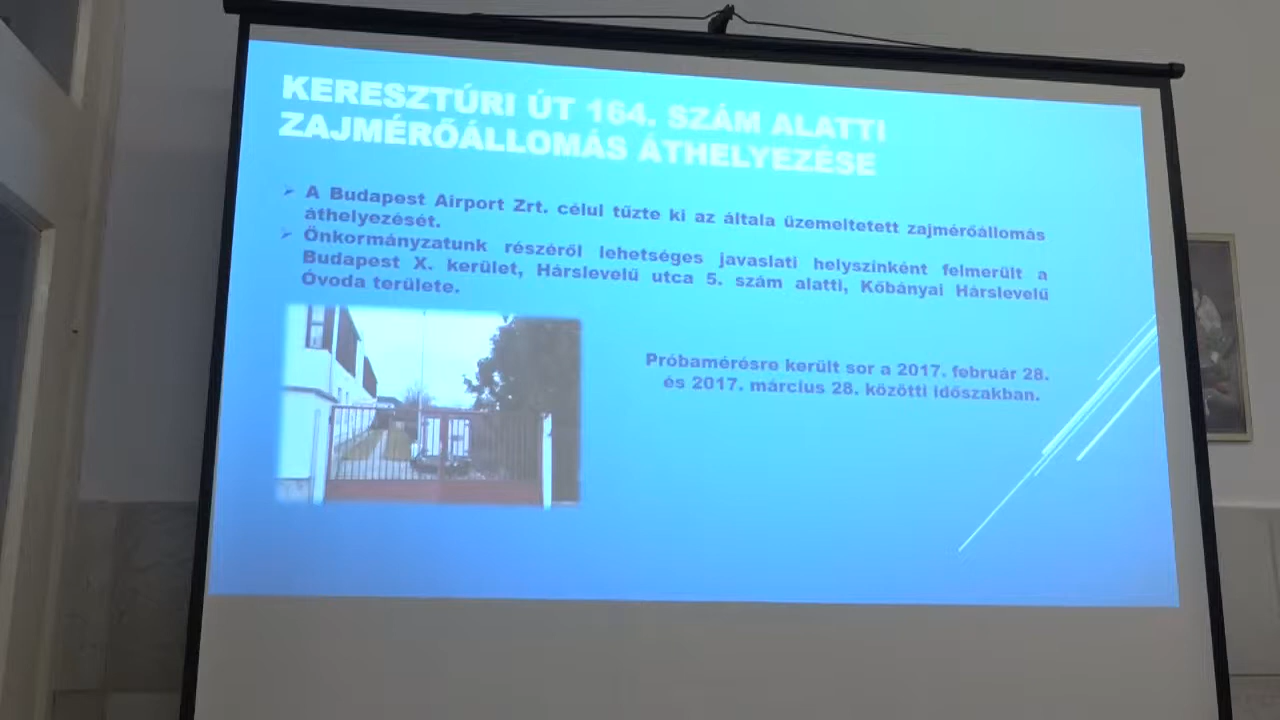 KERESZTÚRI ÚT 164. SZÁM ALATTI
ZAJMÉRŐÁLLOMÁS ÁTHELYEZÉSE
➢ A Budapest Airport Zrt. célul tűzte ki az általa üzemeltetett zajmérőállomás
áthelyezését.
➢ Önkormányzatunk részéről lehetséges javaslati helyszínként felmerült a
Budapest X. kerület, Hárslevelű utca 5. szám alatti, Kőbányai Hárslevelű
Óvoda területe.
Próbamérésre került sor a 2017. február 28.
és 2017. március 28. közötti időszakban.